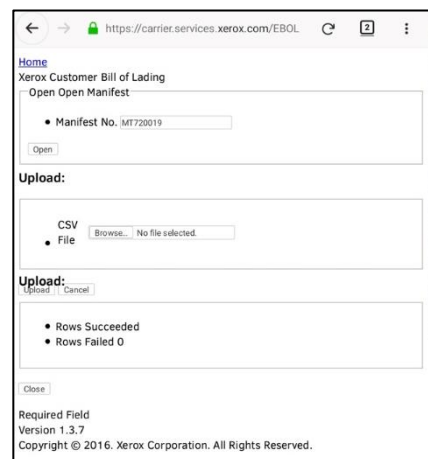 https://carrier.services.xerox.com/EBOL 2
Home
Xerox Customer Bill of Lading
Open Open Manifest
Manifest No. MT720019
Open
Upload:
CSV
File Browse.. No file selected.
Upload:
Upload Cancel
Rows Succeeded
Rows Failed 0
Close
Required Field
Version 1.3.7
Copyright © 2016. Xerox Corporation. All Rights Reserved.